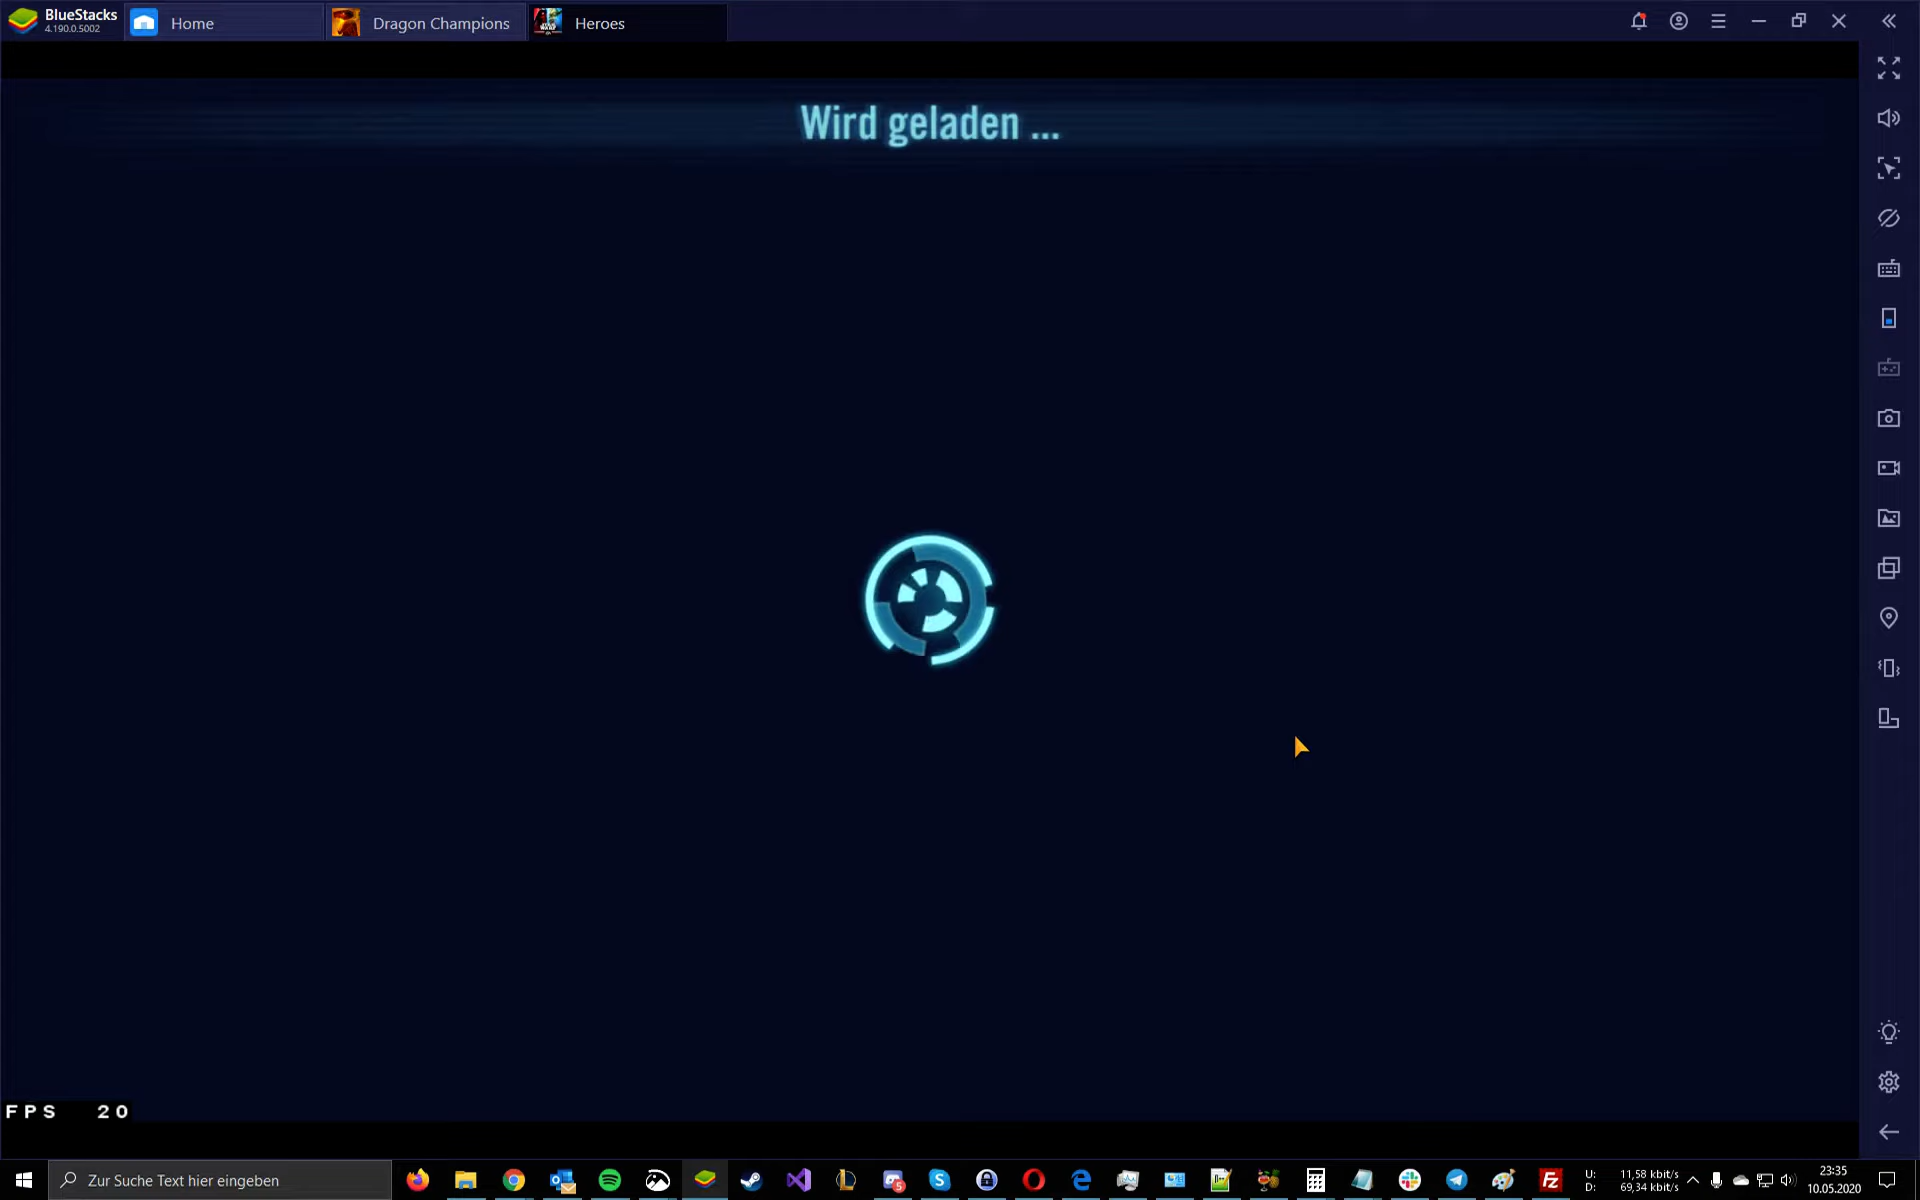 BlueStacks
4.190.0.5002
Home
Dragon Champions
Heroes
Wird geladen ...
FPS 20
Zur Suche Text hier eingeben
5
U: 11,58 kbit/s
D: 69,34 kbit/s
23:35
10.05.2020